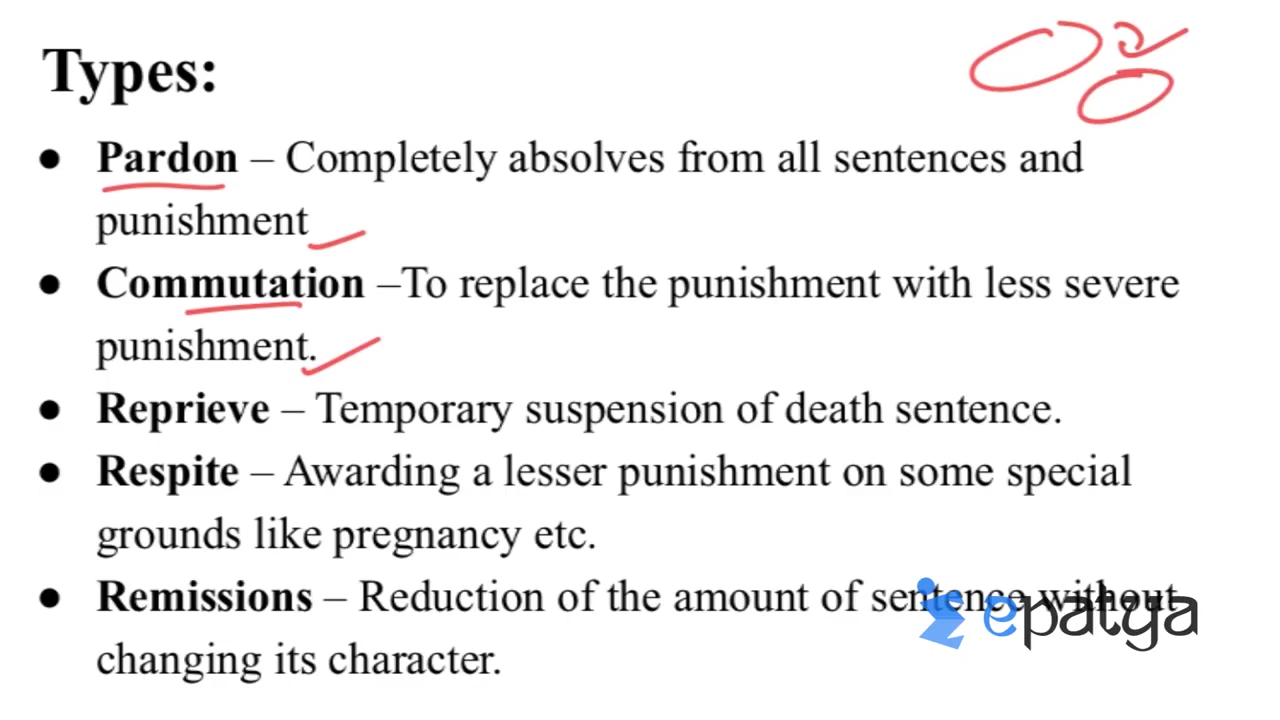 Types:
● Pardon – Completely absolves from all sentences and
punishment
● Commutation –To replace the punishment with less severe
punishment.
● Reprieve – Temporary suspension of death sentence.
● Respite – Awarding a lesser punishment on some special
grounds like pregnancy etc.
● Remissions – Reduction of the amount of sentence without
changing its character.
epatya